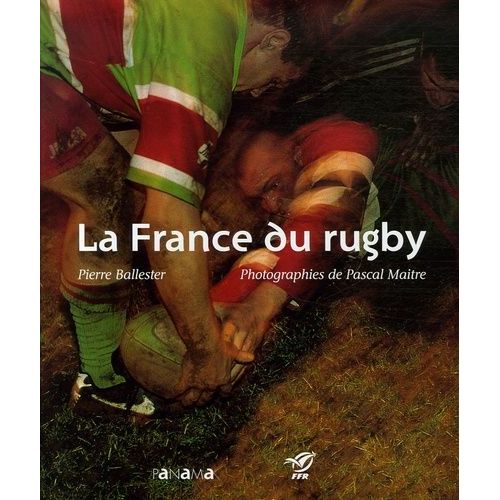 La France du rugby
Pierre Ballester
Photographies de Pascal Maitre
PANAMA
FFR